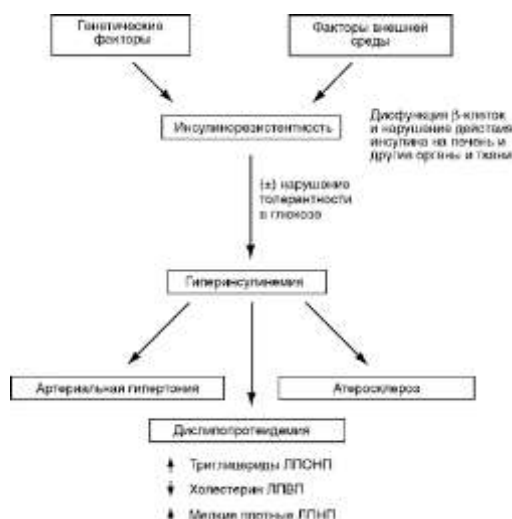 Генетические
факторы
Факторы внешней
среды
Инсулинорезистентность
Дисфункция β-клеток
и нарушение действия
инсулина на печень и
другие органы и ткани
(±) нарушение
толерантности
к глюкозе
Гиперинсулинемия
Артериальная гипертония
Атеросклероз
Дислипопротеидемия
↑ Триглицериды ЛПОНП
↓ Холестерин ЛПВП
↑ Мелкие плотные ЛПНП